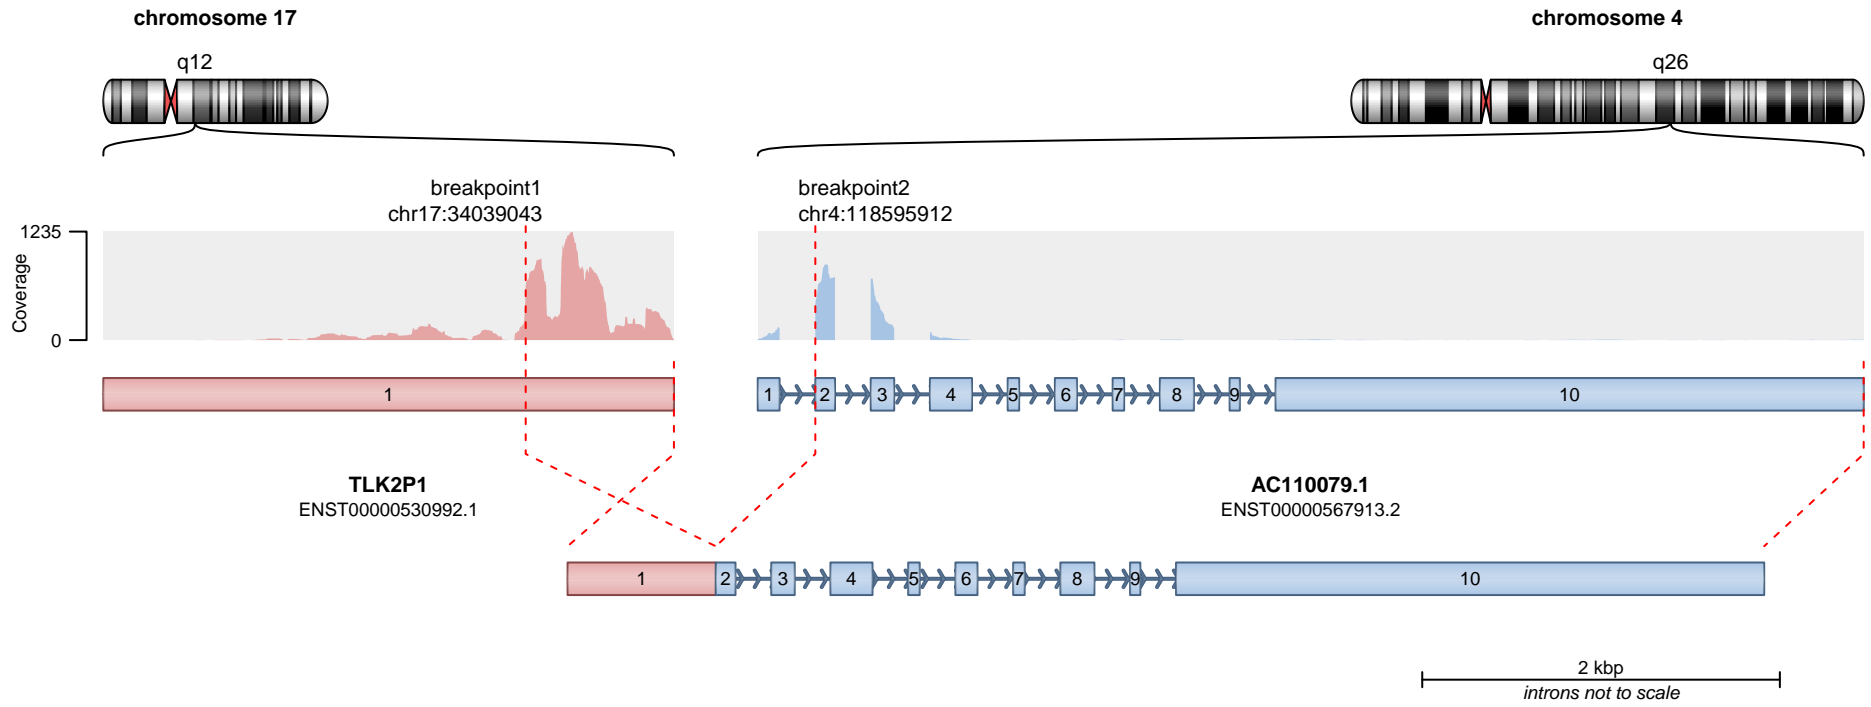 chromosome 17
chromosome 4
q12
q26
breakpoint1
chr17:34039043
breakpoint2
chr4:118595912
1235
0
Coverage
1
1 2 3 4 5 6 7 8 9 10
TLK2P1
ENST00000530992.1
AC110079.1
ENST00000567913.2
1 2 3 4 5 6 7 8 9 10
2 kbp
introns not to scale